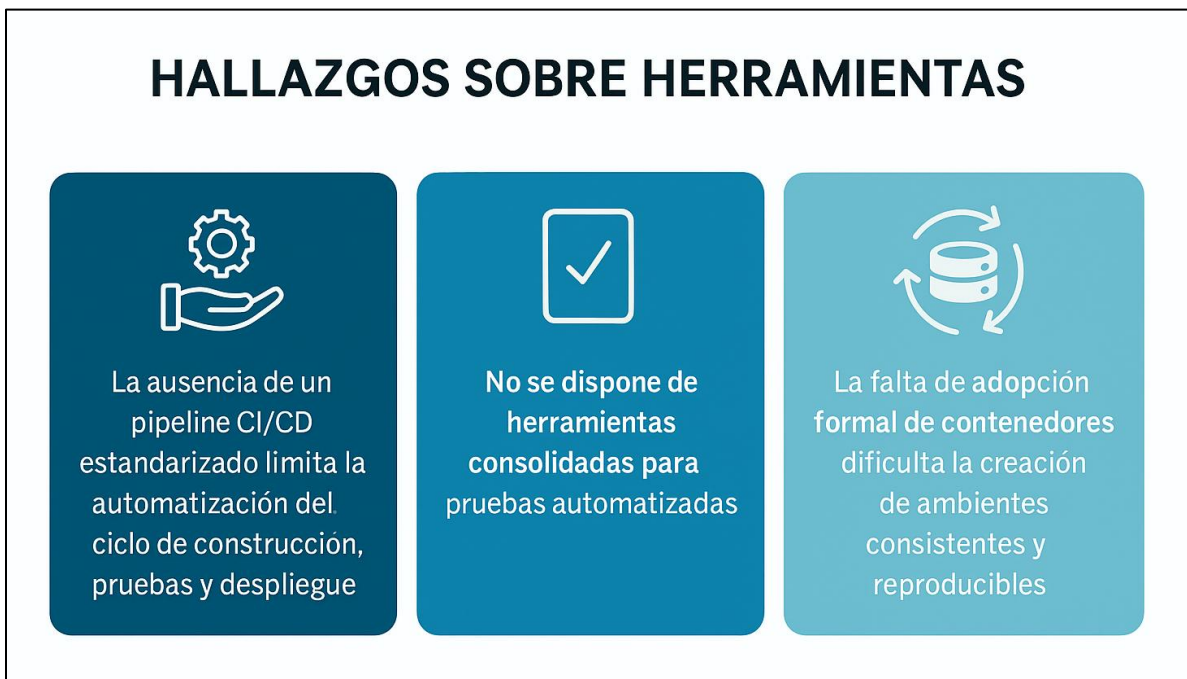 HALLAZGOS SOBRE HERRAMIENTAS
La ausencia de un
pipeline CI/CD
estandarizado limita la
automatización del.
ciclo de construcción,
pruebas y despliegue
No se dispone de
herramientas
consolidadas para
pruebas automatizadas
La falta de adopción
formal de contenedores
dificulta la creación
de ambientes
consistentes y
reproducibles